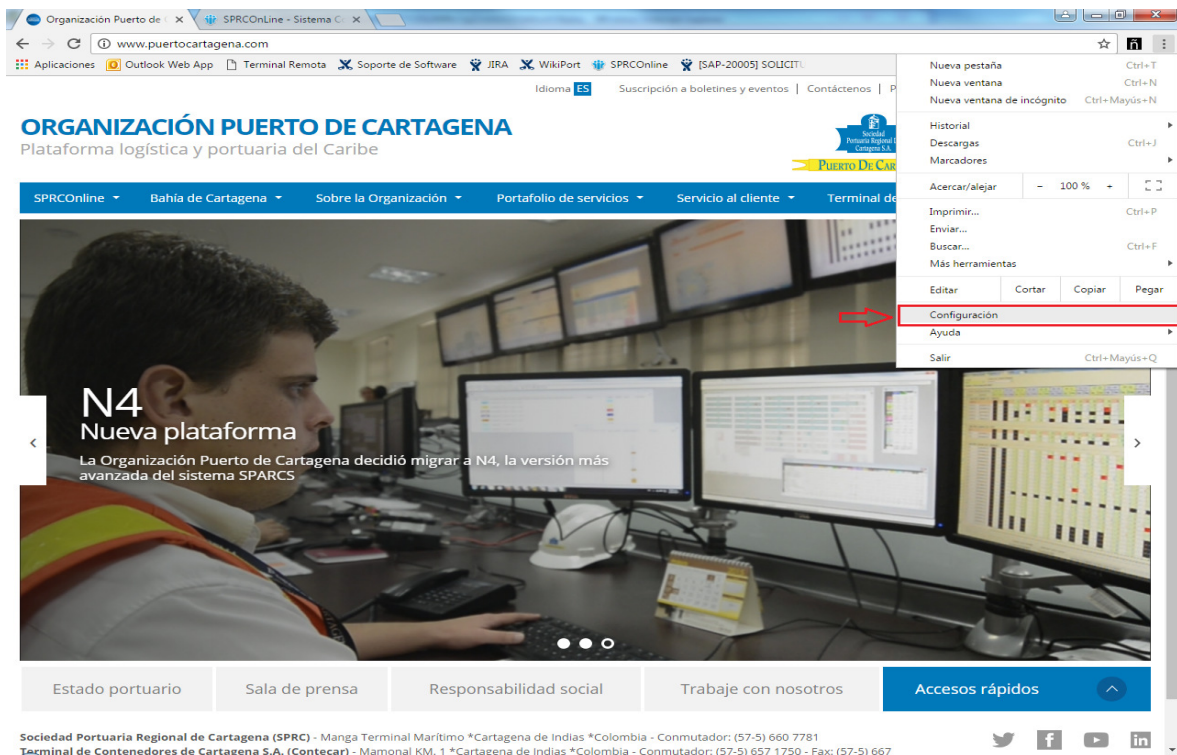 Organización Puerto de
SPRCOnLine - Sistema C
www.puertocartagena.com
Aplicaciones Outlook Web App Terminal Remota Soporte de Software JIRA WikiPort SPRCOnline [SAP-20005] SOLICITU
Idioma ES Suscripción a boletines y eventos | Contáctenos | P
ORGANIZACIÓN PUERTO DE CARTAGENA
Plataforma logística y portuaria del Caribe
Sociedad
Portuaria Regional
Cartagena S.A.
PUERTO DE CAR
SPRCOnline Bahía de Cartagena Sobre la Organización Portafolio de servicios Servicio al cliente Terminal de
Nueva pestaña Ctrl+T
Nueva ventana Ctrl+N
Nueva ventana de incógnito Ctrl+Mayús+N
Historial
Descargas Ctrl+J
Marcadores
Acercar/alejar - 100 % +
Imprimir... Ctrl+P
Enviar...
Buscar... Ctrl+F
Más herramientas
Editar Cortar Copiar Pegar
Configuración
Ayuda
Salir Ctrl+Mayús+Q
N4
Nueva plataforma
La Organización Puerto de Cartagena decidió migrar a N4, la versión más
avanzada del sistema SPARCS
Estado portuario Sala de prensa Responsabilidad social Trabaje con nosotros Accesos rápidos
Sociedad Portuaria Regional de Cartagena (SPRC) - Manga Terminal Marítimo *Cartagena de Indias *Colombia - Conmutador: (57-5) 660 7781
Terminal de Contenedores de Cartagena S.A. (Contecar) - Mamonal KM. 1 *Cartagena de Indias *Colombia - Conmutador: (57-5) 657 1750 - Fax: (57-5) 667